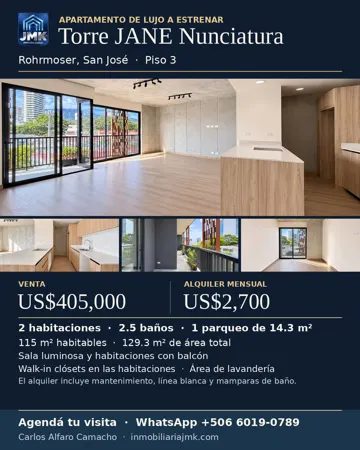 JMK
APARTAMENTO DE LUJO A ESTRENAR
Torre JANE Nunciatura
Rohrmoser, San José · Piso 3
VENTA
US$405,000
ALQUILER MENSUAL
US$2,700
2 habitaciones · 2.5 baños · 1 parqueo de 14.3 m²
115 m² habitables · 129.3 m² de área total
Sala luminosa y habitaciones con balcón
Walk-in clósets en las habitaciones · Área de lavandería
El alquiler incluye mantenimiento, línea blanca y mamparas de baño.
Agendá tu visita · WhatsApp +506 6019-0789
Carlos Alfaro Camacho · inmobiliariajmk.com